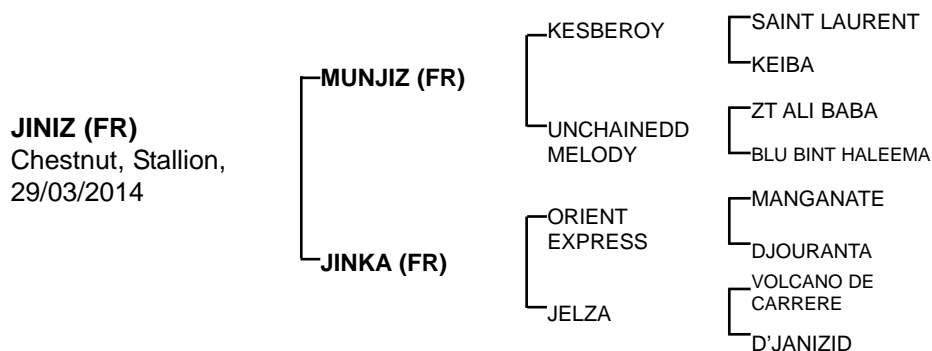 JINIZ (FR)
Chestnut, Stallion,
29/03/2014
MUNJIZ (FR)
JINKA (FR)
KESBEROY
UNCHAINEDD
MELODY
ORIENT
EXPRESS
JELZA
SAINT LAURENT
KEIBA
ZT ALI BABA
BLU BINT HALEEMA
MANGANATE
DJOURANTA
VOLCANO DE
CARRERE
D'JANIZID